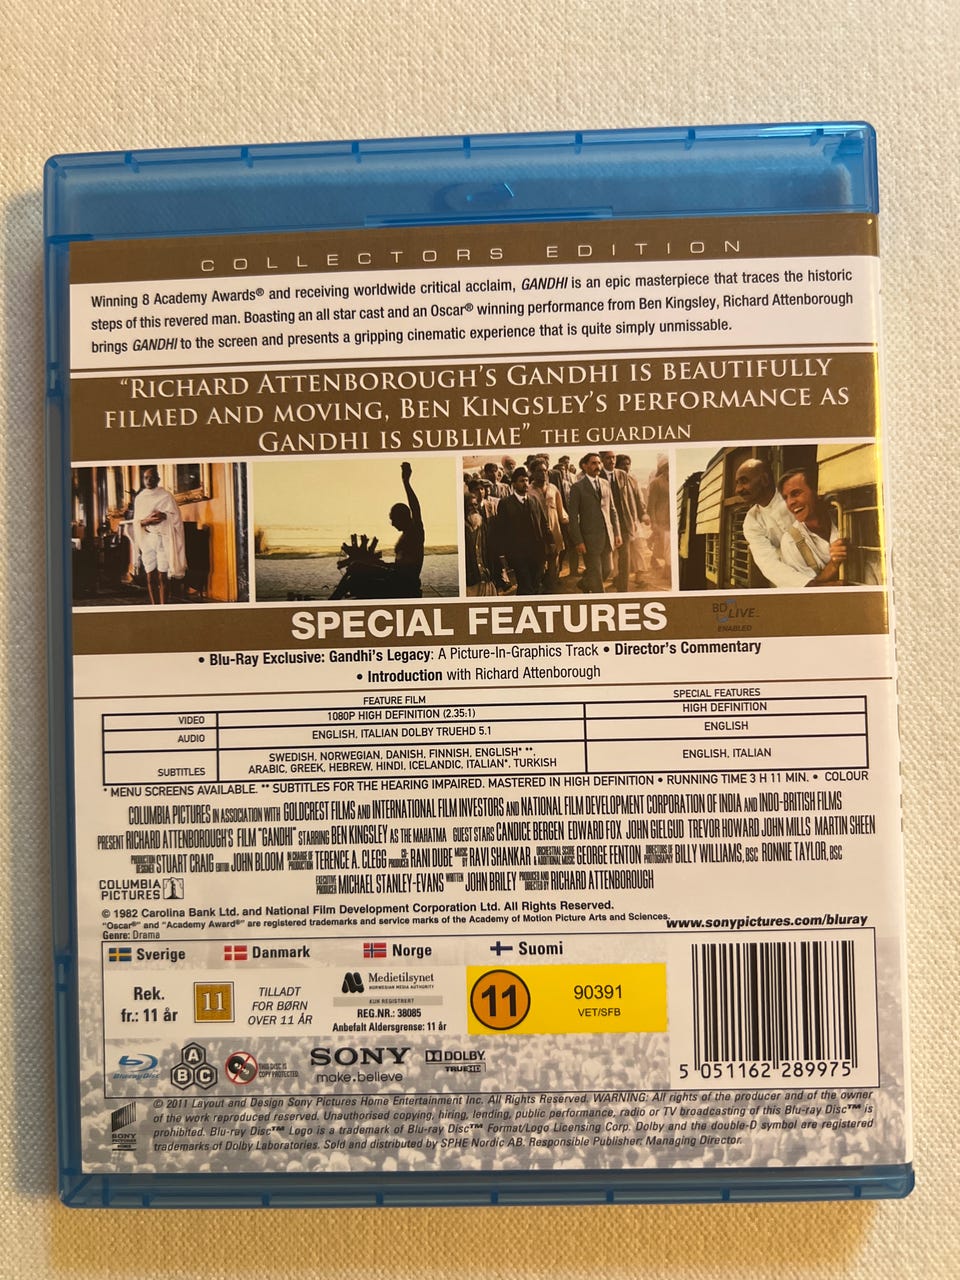 COLLECTORS EDITION
Winning 8 Academy Awards® and receiving worldwide critical acclaim, GANDHI is an epic masterpiece that traces the historic
steps of this revered man. Boasting an all star cast and an Oscar® winning performance from Ben Kingsley, Richard Attenborough
brings GANDHI to the screen and presents a gripping cinematic experience that is quite simply unmissable.
"RICHARD ATTENBOROUGH'S GANDHI IS BEAUTIFULLY
FILMED AND MOVING, BEN KINGSLEY'S PERFORMANCE AS
GANDHI IS SUBLIME" THE GUARDIAN
SPECIAL FEATURES
BD LIVE™
ENABLED
• Blu-Ray Exclusive: Gandhi's Legacy: A Picture-In-Graphics Track • Director's Commentary
• Introduction with Richard Attenborough
FEATURE FILM SPECIAL FEATURES
VIDEO 1080P HIGH DEFINITION (2.35:1) HIGH DEFINITION
AUDIO ENGLISH, ITALIAN DOLBY TRUEHD 5.1 ENGLISH
SUBTITLES SWEDISH, NORWEGIAN, DANISH, FINNISH, ENGLISH* **,
ARABIC, GREEK, HEBREW, HINDI, ICELANDIC, ITALIAN*, TURKISH ENGLISH, ITALIAN
* MENU SCREENS AVAILABLE. ** SUBTITLES FOR THE HEARING IMPAIRED. MASTERED IN HIGH DEFINITION • RUNNING TIME 3 H 11 MIN. • COLOUR
COLUMBIA PICTURES IN ASSOCIATION WITH GOLDCREST FILMS AND INTERNATIONAL FILM INVESTORS AND NATIONAL FILM DEVELOPMENT CORPORATION OF INDIA AND INDO-BRITISH FILMS
PRESENT RICHARD ATTENBOROUGH'S FILM "GANDHI" STARRING BEN KINGSLEY AS THE MAHATMA GUEST STARS CANDICE BERGEN EDWARD FOX JOHN GIELGUD TREVOR HOWARD JOHN MILLS MARTIN SHEEN
PRODUCTION DESIGNER STUART CRAIG EDITOR JOHN BLOOM IN CHARGE OF PRODUCTION TERENCE A. CLEGG CO-PRODUCER RANI DUBE MUSIC BY RAVI SHANKAR ORCHESTRAL SCORE & ADDITIONAL MUSIC GEORGE FENTON DIRECTORS OF PHOTOGRAPHY BILLY WILLIAMS, BSC RONNIE TAYLOR, BSC
EXECUTIVE PRODUCER MICHAEL STANLEY-EVANS WRITTEN BY JOHN BRILEY PRODUCED AND DIRECTED BY RICHARD ATTENBOROUGH
COLUMBIA
PICTURES
© 1982 Carolina Bank Ltd. and National Film Development Corporation Ltd. All Rights Reserved.
"Oscar®" and "Academy Award®" are registered trademarks and service marks of the Academy of Motion Picture Arts and Sciences.
www.sonypictures.com/bluray
Genre: Drama
Sverige Danmark Norge Suomi
Rek.
fr.: 11 år
11
TILLADT
FOR BØRN
OVER 11 ÅR
Medietilsynet
NORWEGIAN MEDIA AUTHORITY
KUN REGISTRERT
REG.NR.: 38085
Anbefalt Aldersgrense: 11 år
11
90391
VET/SFB
Blu-ray Disc
A
B C
THIS DISC IS
COPY PROTECTED
SONY
make.believe
DOLBY
TRUEHD
5 051162 289975
SONY
PICTURES
© 2011 Layout and Design Sony Pictures Home Entertainment Inc. All Rights Reserved. WARNING: All rights of the producer and of the owner
of the work reproduced reserved. Unauthorised copying, hiring, lending, public performance, radio or TV broadcasting of this Blu-ray Disc™ is
prohibited. Blu-ray Disc™ Logo is a trademark of Blu-ray Disc™ Format/Logo Licensing Corp. Dolby and the double-D symbol are registered
trademarks of Dolby Laboratories. Sold and distributed by SPHE Nordic AB. Responsible Publisher: Managing Director.